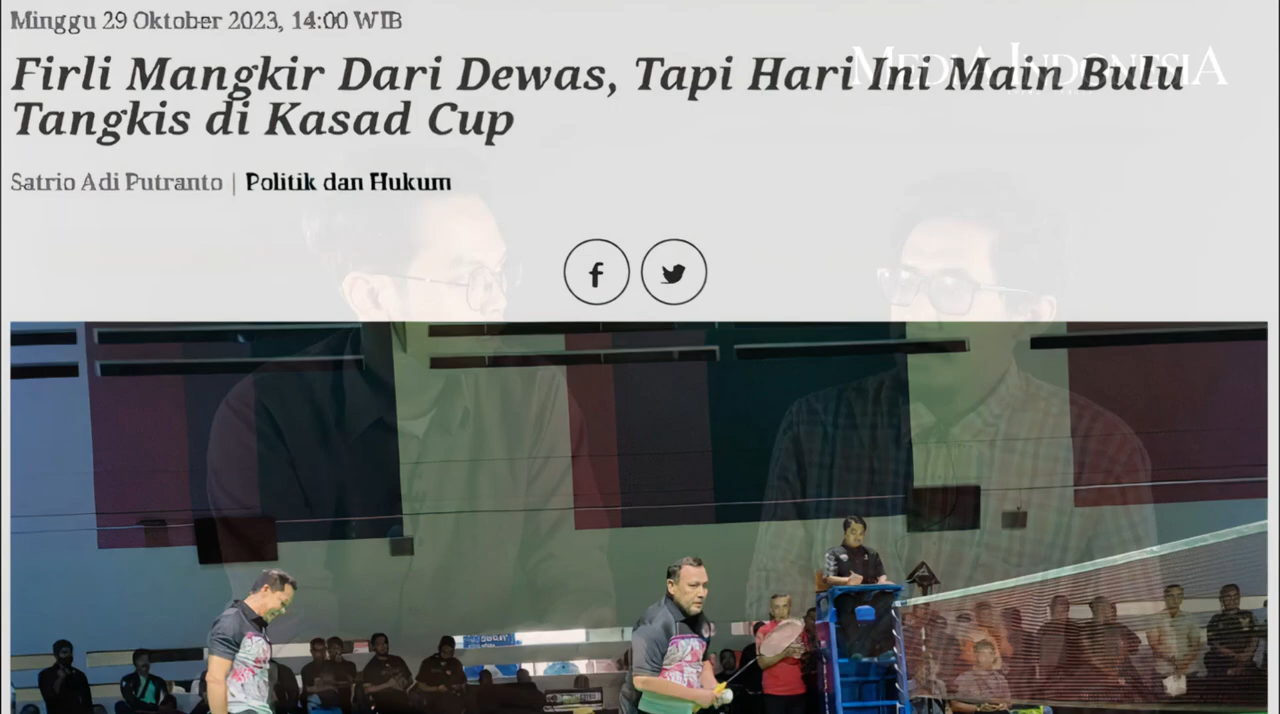 Minggu 29 Oktober 2023, 14:00 WIB
MEDIA INDONESIA
Firli Mangkir Dari Dewas, Tapi Hari Ini Main Bulu
Tangkis di Kasad Cup
Satrio Adi Putranto | Politik dan Hukum